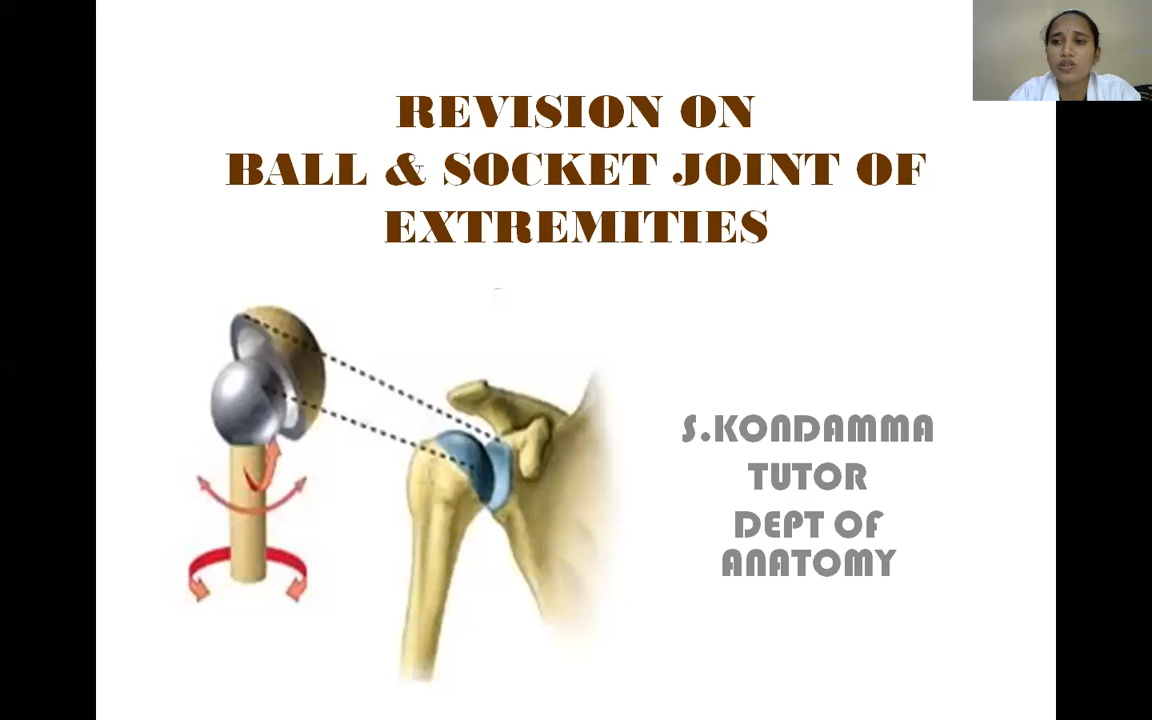 REVISION ON
BALL & SOCKET JOINT OF
EXTREMITIES
S.KONDAMMA
TUTOR
DEPT OF
ANATOMY